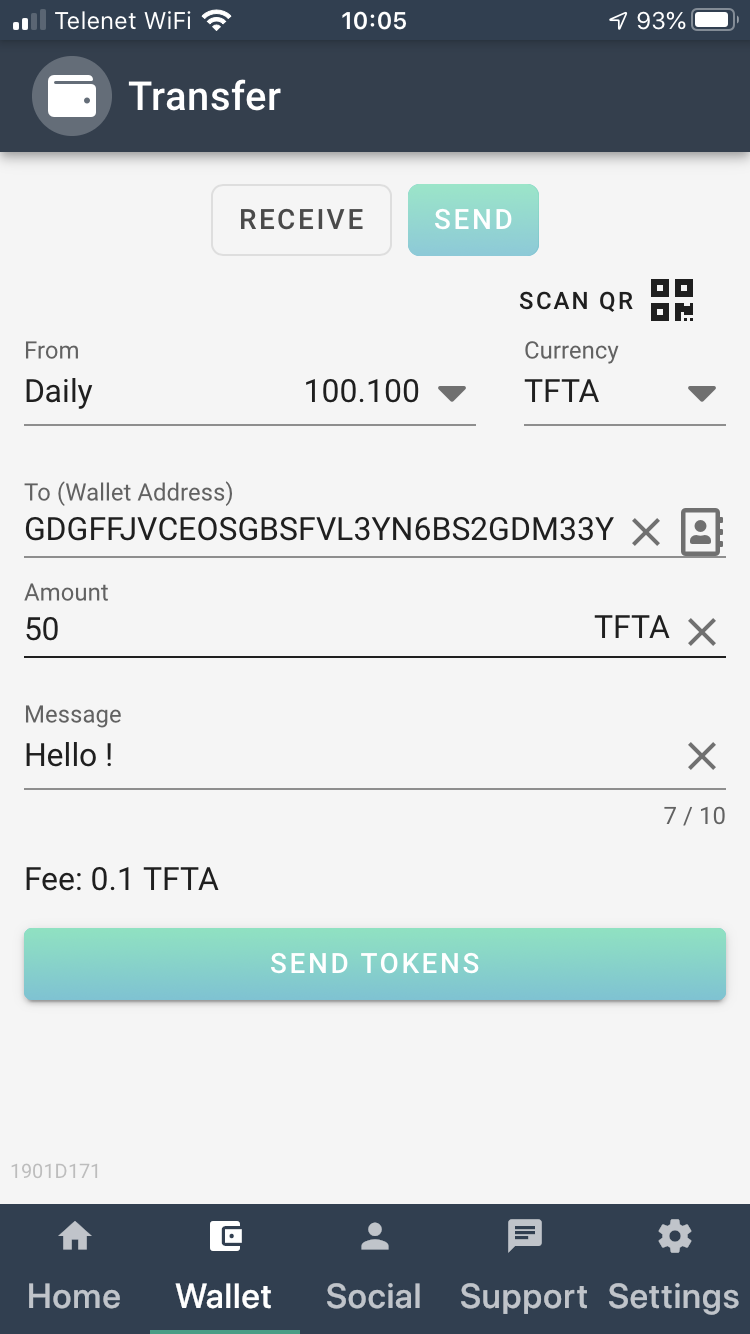 Telenet WiFi 10:05 93%
Transfer
RECEIVE SEND
SCAN QR
From Currency
Daily 100.100 TFTA
To (Wallet Address)
GDGFFJVCEOSGBSFVL3YN6BS2GDM33Y
Amount
50 TFTA
Message
Hello !
7 / 10
Fee: 0.1 TFTA
SEND TOKENS
1901D171
Home Wallet Social Support Settings